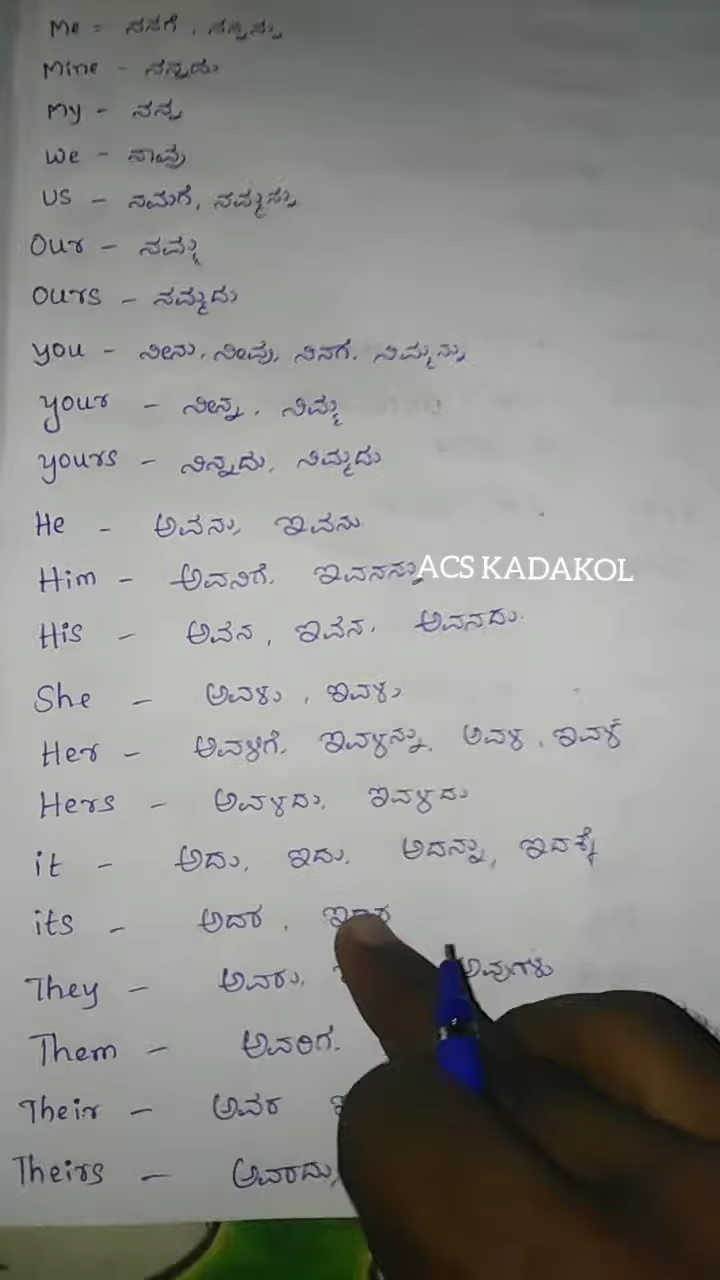 Me = ನನಗೆ, ನನ್ನನ್ನು
Mine - ನನ್ನದು
my - ನನ್ನ
we - ನಾವು
US - ನಮಗೆ, ನಮ್ಮನ್ನು
Our - ನಮ್ಮ
OUrs - ನಮ್ಮದು
you - ನೀನು, ನೀವು, ನಿನಗೆ. ನಿಮ್ಮನ್ನು
your - ನಿನ್ನ, ನಿಮ್ಮ
yours - ನಿನ್ನದು, ನಿಮ್ಮದು
He - ಅವನು, ಇವನು
Him - ಅವನಿಗೆ. ಇವನನ್ನು
ACS KADAKOL
His - ಅವನ, ಇವನ, ಅವನದು.
She - ಅವಳು, ಇವಳು
Her - ಅವಳಿಗೆ. ಇವಳನ್ನು, ಅವಳ, ಇವಳ
Hers - ಅವಳದು, ಇವಳದು
it - ಅದು, ಇದು, ಅದನ್ನು, ಇದಕ್ಕೆ
its - ಅದರ,
They - ಅವರು, ಅವುಗಳು
Them - ಅವರಿಗೆ.
Their - ಅವರ
Theirs - ಅವರದು,